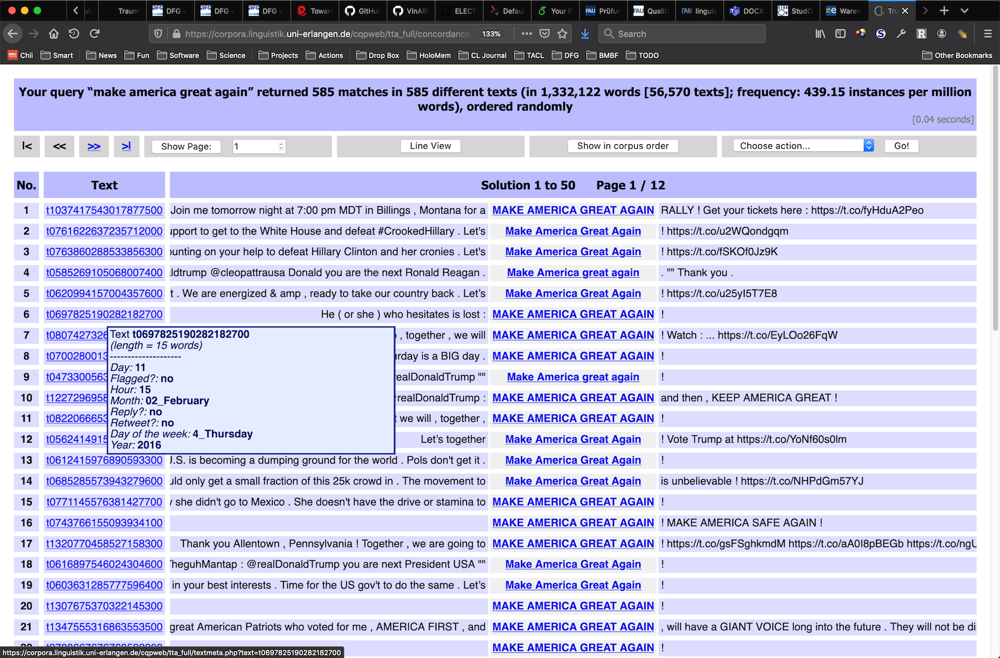 Traum
DFG -
DFG -
DFG -
Towar
GitHub
VinAIR
ELECT
Defau
Your P
Prüfun
Qualit
linguis
DOCX
StudO
Waren
Tru
https://corpora.linguistik.uni-erlangen.de/cqpweb/tta_full/concordance
133%
Search
Chii
Smart
News
Fun
Software
Science
Projects
Actions
Drop Box
HoloMem
CL Journal
TACL
DFG
BMBF
TODO
Other Bookmarks
Your query “make america great again” returned 585 matches in 585 different texts (in 1,332,122 words [56,570 texts]; frequency: 439.15 instances per million
words), ordered randomly
[0.04 seconds]
|< << >> >| Show Page: 1 Line View Show in corpus order Choose action... Go!
No. Text Solution 1 to 50 Page 1 / 12
1 t1037417543017877500 Join me tomorrow night at 7:00 pm MDT in Billings , Montana for a MAKE AMERICA GREAT AGAIN RALLY ! Get your tickets here : https://t.co/fyHduA2Peo
2 t0761622637235712000 upport to get to the White House and defeat #CrookedHillary . Let's Make America Great Again ! https://t.co/u2WQondgqm
3 t0763860288533856300 ounting on your help to defeat Hillary Clinton and her cronies . Let's Make America Great Again ! https://t.co/fSKOf0Jz9K
4 t0585269105068007400 aldtrump @cleopattrausa Donald you are the next Ronald Reagan . Make America great again . "" Thank you .
5 t0620994157004357600 t . We are energized & amp , ready to take our country back . Let’s Make America Great Again ! https://t.co/u25yI5T7E8
6 t0697825190282182700 He ( or she ) who hesitates is lost : MAKE AMERICA GREAT AGAIN !
7 t0807427326 , together , we will MAKE AMERICA GREAT AGAIN ! Watch : ... https://t.co/EyLOo26FqW
8 t0700280013 rday is a BIG day . MAKE AMERICA GREAT AGAIN !
9 t0473300563 ealDonaldTrump "" Make America great again !
10 t1227296958 realDonaldTrump : MAKE AMERICA GREAT AGAIN and then , KEEP AMERICA GREAT !
11 t0822066653 t we will , together , MAKE AMERICA GREAT AGAIN !
12 t0562414915 Let’s together Make America Great Again ! Vote Trump at https://t.co/YoNf60s0lm
13 t0612415976890593300 U.S. is becoming a dumping ground for the world . Pols don't get it . Make America Great Again !
14 t0685285573943279600 uld only get a small fraction of this 25k crowd in . The movement to Make America Great Again is unbelievable ! https://t.co/NHPdGm57YJ
15 t0771145576381427700 she didn't go to Mexico . She doesn't have the drive or stamina to MAKE AMERICA GREAT AGAIN !
16 t0743766155093934100 MAKE AMERICA GREAT AGAIN ! MAKE AMERICA SAFE AGAIN !
17 t1320770458527158300 Thank you Allentown , Pennsylvania ! Together , we are going to MAKE AMERICA GREAT AGAIN ! https://t.co/gsFSghkmdM https://t.co/aA0I8pBEGb https://t.co/ngU
18 t0616897546024304600 TheguhMantap : @realDonaldTrump you are next President USA "" Make America Great Again !
19 t0603631285777596400 in your best interests . Time for the US gov't to do the same . Let’s Make America Great Again !
20 t1307675370322145300 MAKE AMERICA GREAT AGAIN !
21 t1347555316863553500 great American Patriots who voted for me , AMERICA FIRST , and MAKE AMERICA GREAT AGAIN , will have a GIANT VOICE long into the future . They will not be di
MAKE AMERICA GREAT AGAIN !
Text t0697825190282182700
(length = 15 words)
--------------------
Day: 11
Flagged?: no
Hour: 15
Month: 02_February
Reply?: no
Retweet?: no
Day of the week: 4_Thursday
Year: 2016
https://corpora.linguistik.uni-erlangen.de/cqpweb/tta_full/textmeta.php?text=t0697825190282182700